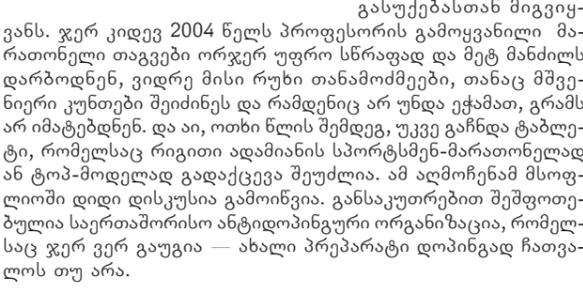 გასუქებასთან მიგვიყ-
ვანს. ჯერ კიდევ 2004 წელს პროფესორის გამოყვანილი მა-
რათონელი თაგვები ორჯერ უფრო სწრაფად და მეტ მანძილს
დარბოდნენ, ვიდრე მისი რუხი თანამოძმეები, თანაც მშვე-
ნიერი კუნთები შეიძინეს და რამდენიც არ უნდა ეჭამათ, გრამს
არ იმატებდნენ. და აი, ოთხი წლის შემდეგ, უკვე გაჩნდა ტაბლე-
ტი, რომელსაც რიგითი ადამიანის სპორტსმენ-მარათონელად
ან ტოპ-მოდელად გადაქცევა შეუძლია. ამ აღმოჩენამ მსოფ-
ლიოში დიდი დისკუსია გამოიწვია. განსაკუთრებით შეშფოთე-
ბულია საერთაშორისო ანტიდოპინგური ორგანიზაცია, რომელ-
საც ჯერ ვერ გაუგია — ახალი პრეპარატი დოპინგად ჩათვა-
ლოს თუ არა.